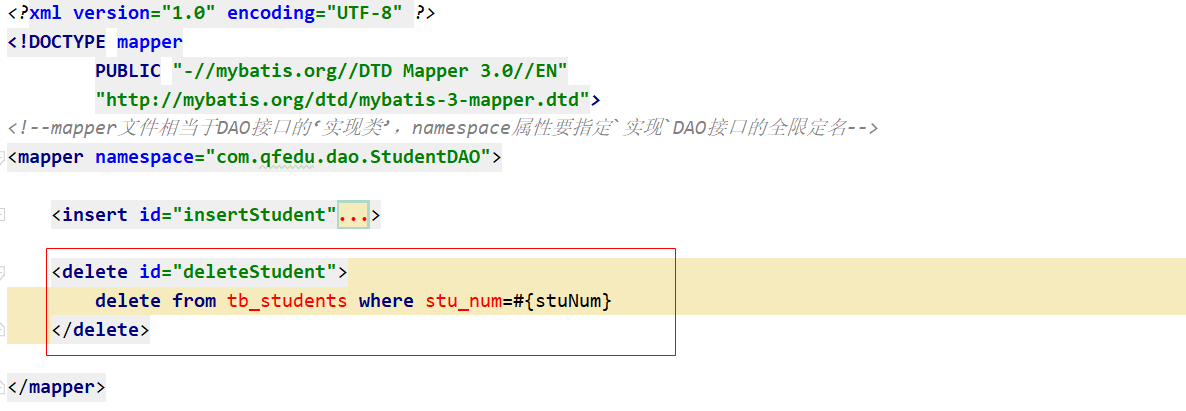 <?xml version="1.0" encoding="UTF-8" ?>
<!DOCTYPE mapper
PUBLIC "-//mybatis.org//DTD Mapper 3.0//EN"
"http://mybatis.org/dtd/mybatis-3-mapper.dtd">
<!--mapper文件相当于DAO接口的‘实现类’，namespace属性要指定`实现`DAO接口的全限定名-->
<mapper namespace="com.qfedu.dao.StudentDAO">
<insert id="insertStudent"...>
<delete id="deleteStudent">
delete from tb_students where stu_num=#{stuNum}
</delete>
</mapper>